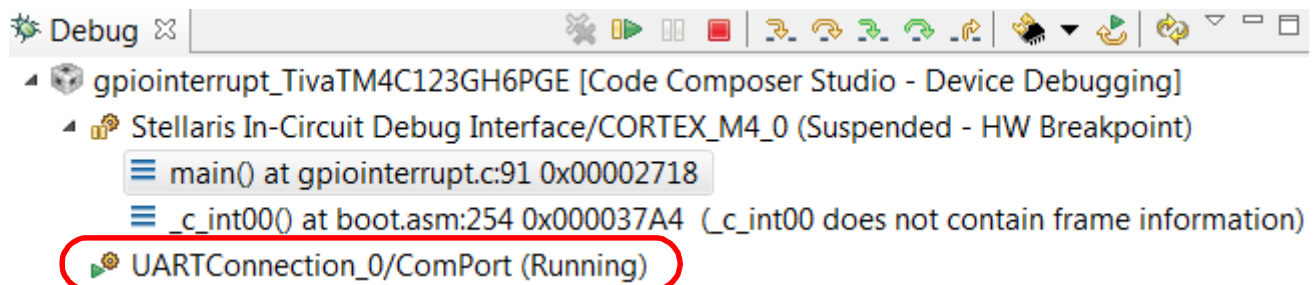 Debug
gpiointerrupt_TivaTM4C123GH6PGE [Code Composer Studio - Device Debugging]
Stellaris In-Circuit Debug Interface/CORTEX_M4_0 (Suspended - HW Breakpoint)
main() at gpiointerrupt.c:91 0x00002718
_c_int00() at boot.asm:254 0x000037A4 (_c_int00 does not contain frame information)
UARTConnection_0/ComPort (Running)